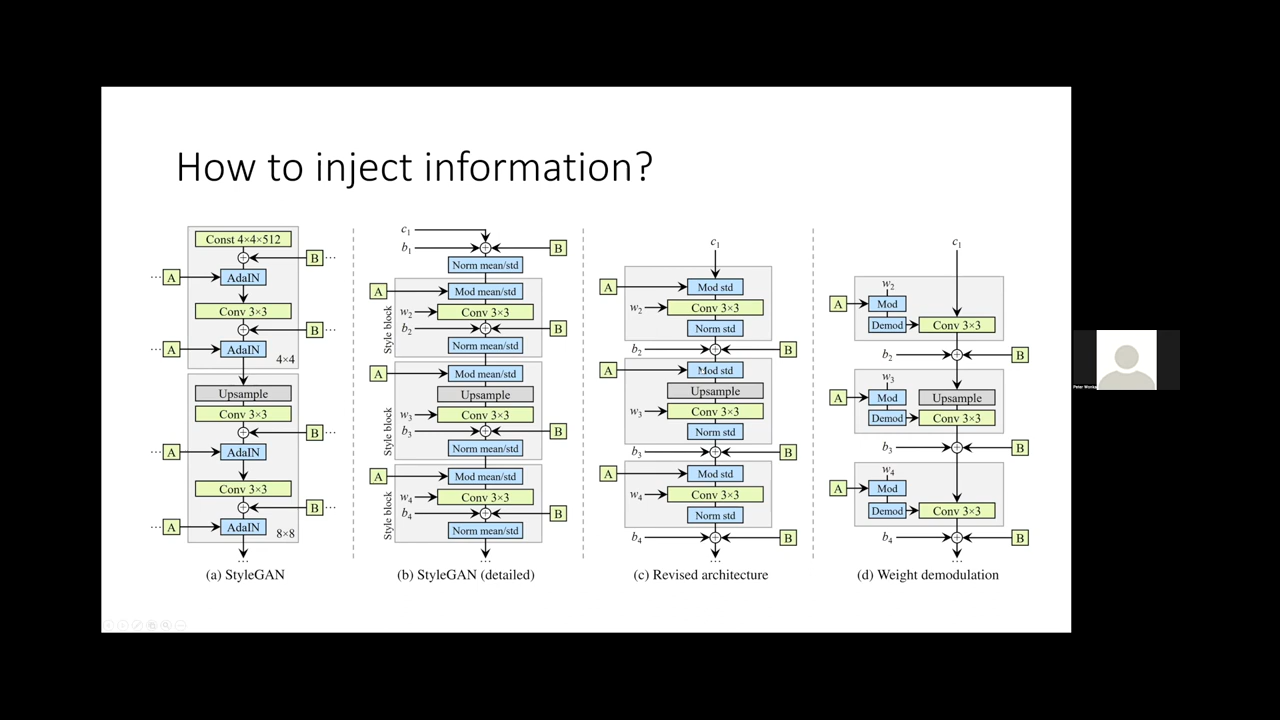 How to inject information?
Const 4×4×512
B ...
... A
AdaIN
Conv 3×3
B ...
... A
AdaIN
4×4
Upsample
Conv 3×3
B ...
... A
AdaIN
Conv 3×3
B ...
... A
AdaIN
8×8
...
(a) StyleGAN
c1
b1
B
Norm mean/std
Style block
A
Mod mean/std
w2
Conv 3×3
b2
B
Norm mean/std
Style block
A
Mod mean/std
Upsample
w3
Conv 3×3
b3
B
Norm mean/std
Style block
A
Mod mean/std
w4
Conv 3×3
b4
B
Norm mean/std
...
(b) StyleGAN (detailed)
c1
A
Mod std
w2
Conv 3×3
Norm std
b2
B
A
Mod std
Upsample
w3
Conv 3×3
Norm std
b3
B
A
Mod std
w4
Conv 3×3
Norm std
b4
B
...
(c) Revised architecture
c1
w2
A
Mod
Demod
Conv 3×3
b2
B
w3
A
Mod
Upsample
Demod
Conv 3×3
b3
B
w4
A
Mod
Demod
Conv 3×3
b4
B
...
(d) Weight demodulation
Peter Wonka